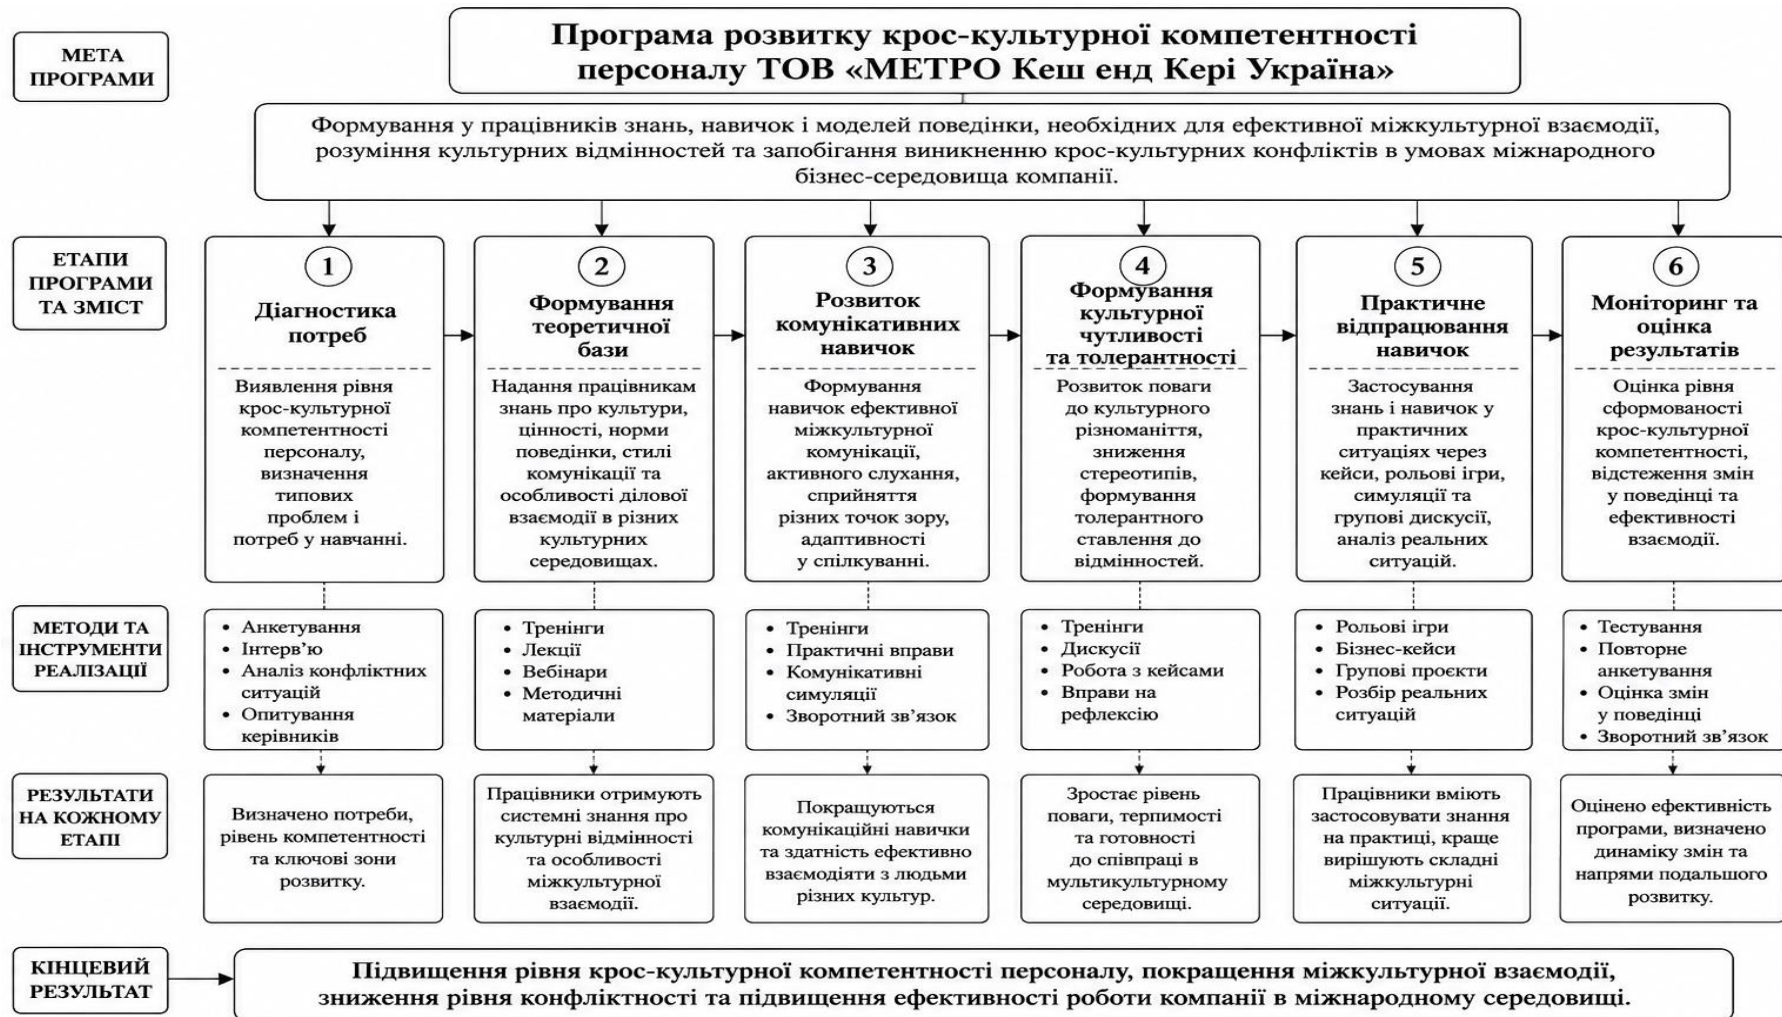 МЕТА
ПРОГРАМИ
Програма розвитку крос-культурної компетентності
персоналу ТОВ «МЕТРО Кеш енд Кері Україна»
Формування у працівників знань, навичок і моделей поведінки, необхідних для ефективної міжкультурної взаємодії,
розуміння культурних відмінностей та запобігання виникненню крос-культурних конфліктів в умовах міжнародного
бізнес-середовища компанії.
ЕТАПИ
ПРОГРАМИ
ТА ЗМІСТ
1
Діагностика
потреб
Виявлення рівня
крос-культурної
компетентності
персоналу,
визначення
типових
проблем і
потреб у навчанні.
2
Формування
теоретичної
бази
Надання працівникам
знань про культури,
цінності, норми
поведінки, стилі
комунікації та
особливості ділової
взаємодії в різних
культурних
середовищах.
3
Розвиток
комунікативних
навичок
Формування
навичок ефективної
міжкультурної
комунікації,
активного слухання,
сприйняття
різних точок зору,
адаптивності
у спілкуванні.
4
Формування
культурної
чутливості
та толерантності
Розвиток поваги
до культурного
різноманіття,
зниження
стереотипів,
формування
толерантного
ставлення до
відмінностей.
5
Практичне
відпрацювання
навичок
Застосування
знань і навичок у
практичних
ситуаціях через
кейси, рольові ігри,
симуляції та
групові дискусії,
аналіз реальних
ситуацій.
6
Моніторинг та
оцінка
результатів
Оцінка рівня
сформованості
крос-культурної
компетентності,
відстеження змін
у поведінці та
ефективності
взаємодії.
МЕТОДИ ТА
ІНСТРУМЕНТИ
РЕАЛІЗАЦІЇ
• Анкетування
• Інтерв’ю
• Аналіз конфліктних
ситуацій
• Опитування
керівників
• Тренінги
• Лекції
• Вебінари
• Методичні
матеріали
• Тренінги
• Практичні вправи
• Комунікативні
симуляції
• Зворотний зв’язок
• Тренінги
• Дискусії
• Робота з кейсами
• Вправи на
рефлексію
• Рольові ігри
• Бізнес-кейси
• Групові проєкти
• Розбір реальних
ситуацій
• Тестування
• Повторне
анкетування
• Оцінка змін
у поведінці
• Зворотний зв’язок
РЕЗУЛЬТАТИ
НА КОЖНОМУ
ЕТАПІ
Визначено потреби,
рівень компетентності
та ключові зони
розвитку.
Працівники отримують
системні знання про
культурні відмінності
та особливості
міжкультурної
взаємодії.
Покращуються
комунікаційні навички
та здатність ефективно
взаємодіяти з людьми
різних культур.
Зростає рівень
поваги, терпимості
та готовності
до співпраці в
мультикультурному
середовищі.
Працівники вміють
застосовувати знання
на практиці, краще
вирішують складні
міжкультурні
ситуації.
Оцінено ефективність
програми, визначено
динаміку змін та
напрями подальшого
розвитку.
КІНЦЕВИЙ
РЕЗУЛЬТАТ
Підвищення рівня крос-культурної компетентності персоналу, покращення міжкультурної взаємодії,
зниження рівня конфліктності та підвищення ефективності роботи компанії в міжнародному середовищі.